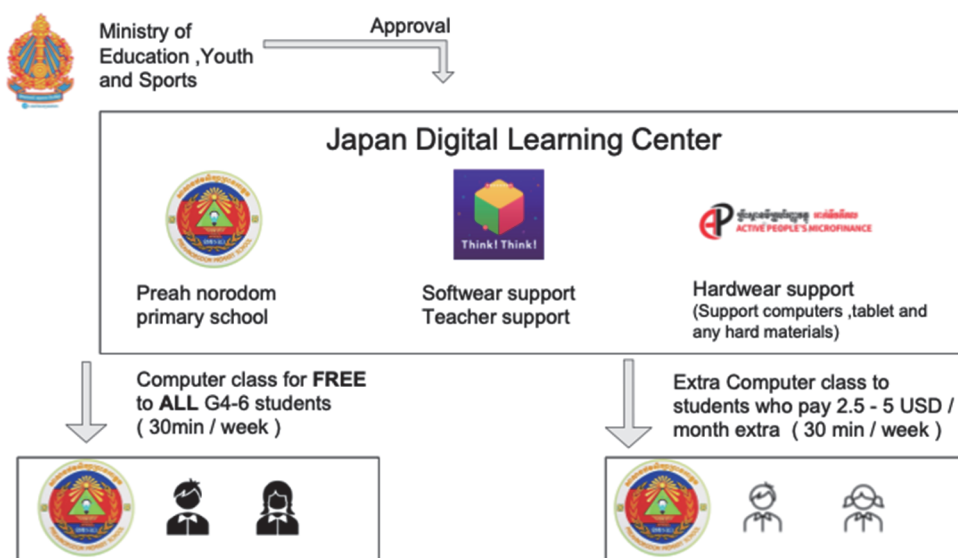 Ministry of
Education ,Youth
and Sports
Approval
Japan Digital Learning Center
Think! Think!
ACTIVE PEOPLE'S MICROFINANCE
Preah norodom
primary school
Softwear support
Teacher support
Hardwear support
(Support computers ,tablet and
any hard materials)
Computer class for FREE
to ALL G4-6 students
( 30min / week )
Extra Computer class to
students who pay 2.5 - 5 USD /
month extra ( 30 min / week )